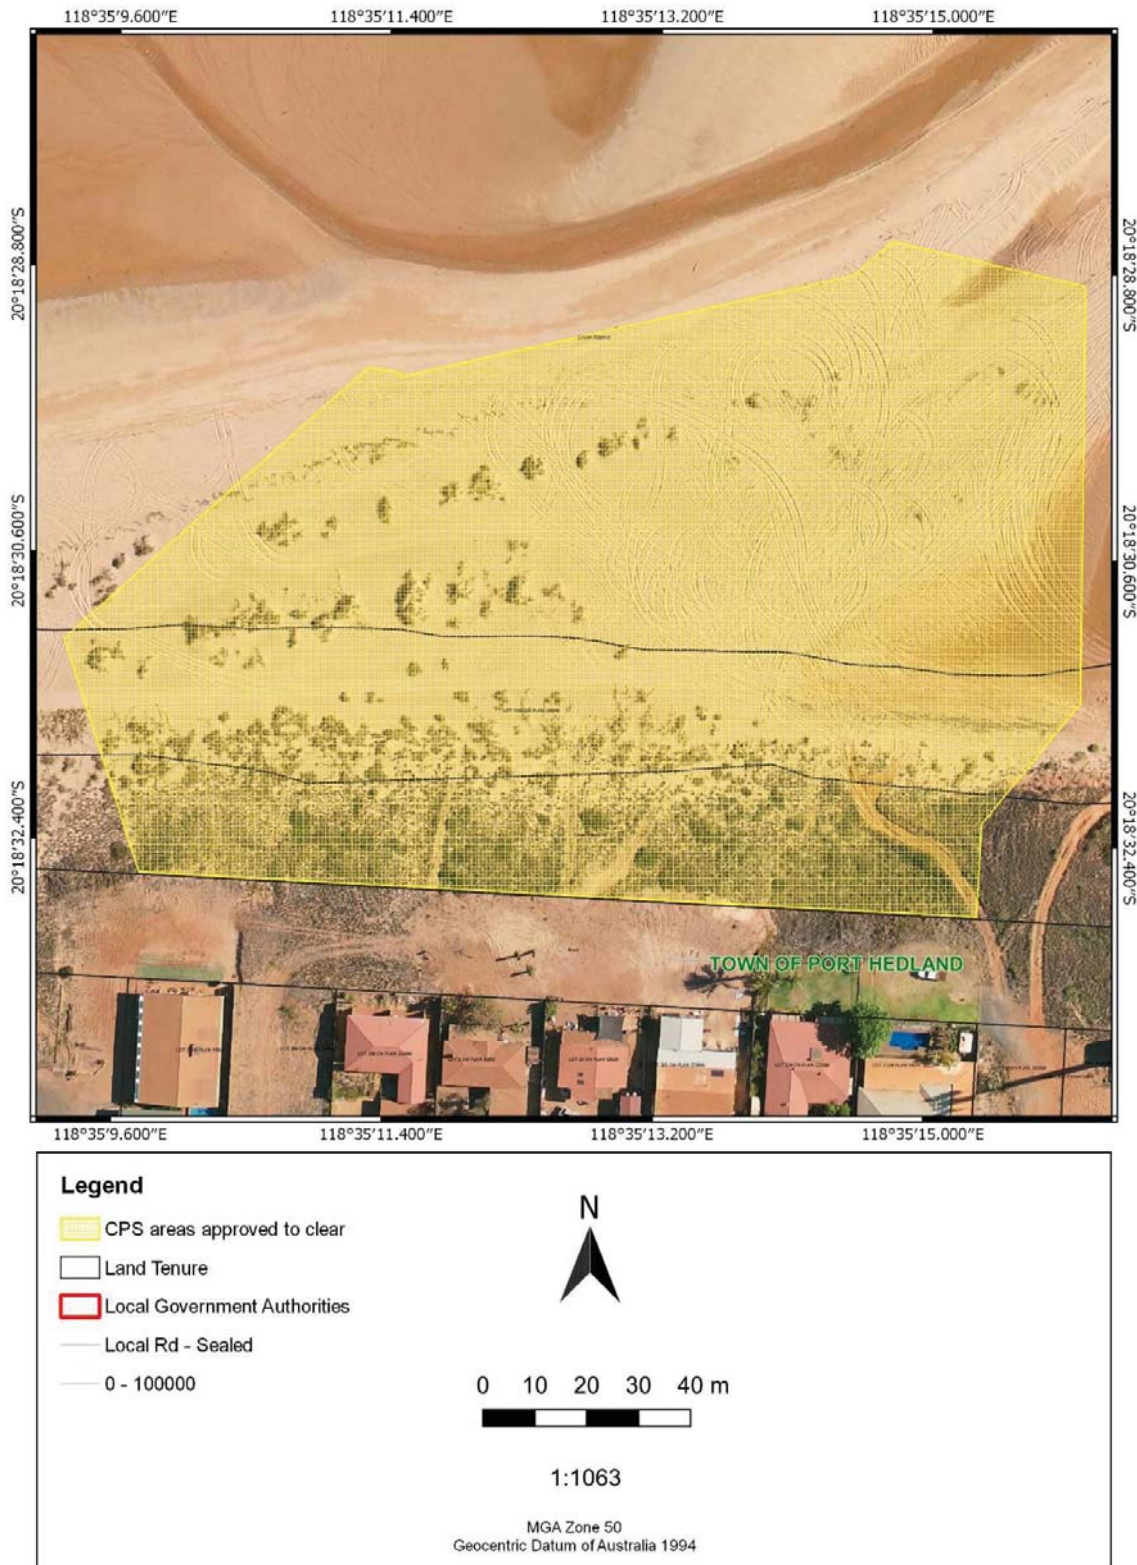 118°35'9.600"E 118°35'11.400"E 118°35'13.200"E 118°35'15.000"E
20°18'28.800"S
20°18'28.800"S
20°18'30.600"S
20°18'30.600"S
20°18'32.400"S
20°18'32.400"S
TOWN OF PORT HEDLAND
118°35'9.600"E 118°35'11.400"E 118°35'13.200"E 118°35'15.000"E
Legend
CPS areas approved to clear
Land Tenure
Local Government Authorities
Local Rd - Sealed
0 - 100000
N
0 10 20 30 40 m
1:1063
MGA Zone 50
Geocentric Datum of Australia 1994